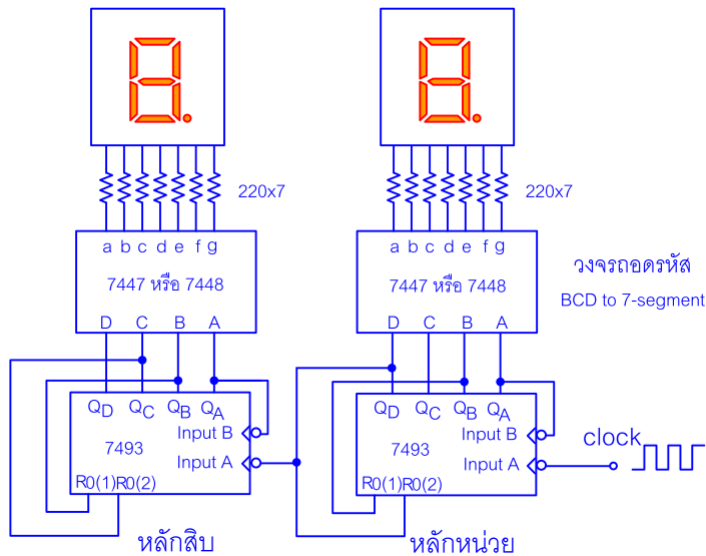 220x7
220x7
a b c d e f g
a b c d e f g
7447 หรือ 7448
7447 หรือ 7448
วงจรถอดรหัส
BCD to 7-segment
D C B A
D C B A
QD QC QB QA
QD QC QB QA
Input B
Input B
7493
7493
clock
Input A
Input A
R0(1)R0(2)
R0(1)R0(2)
หลักสิบ
หลักหน่วย